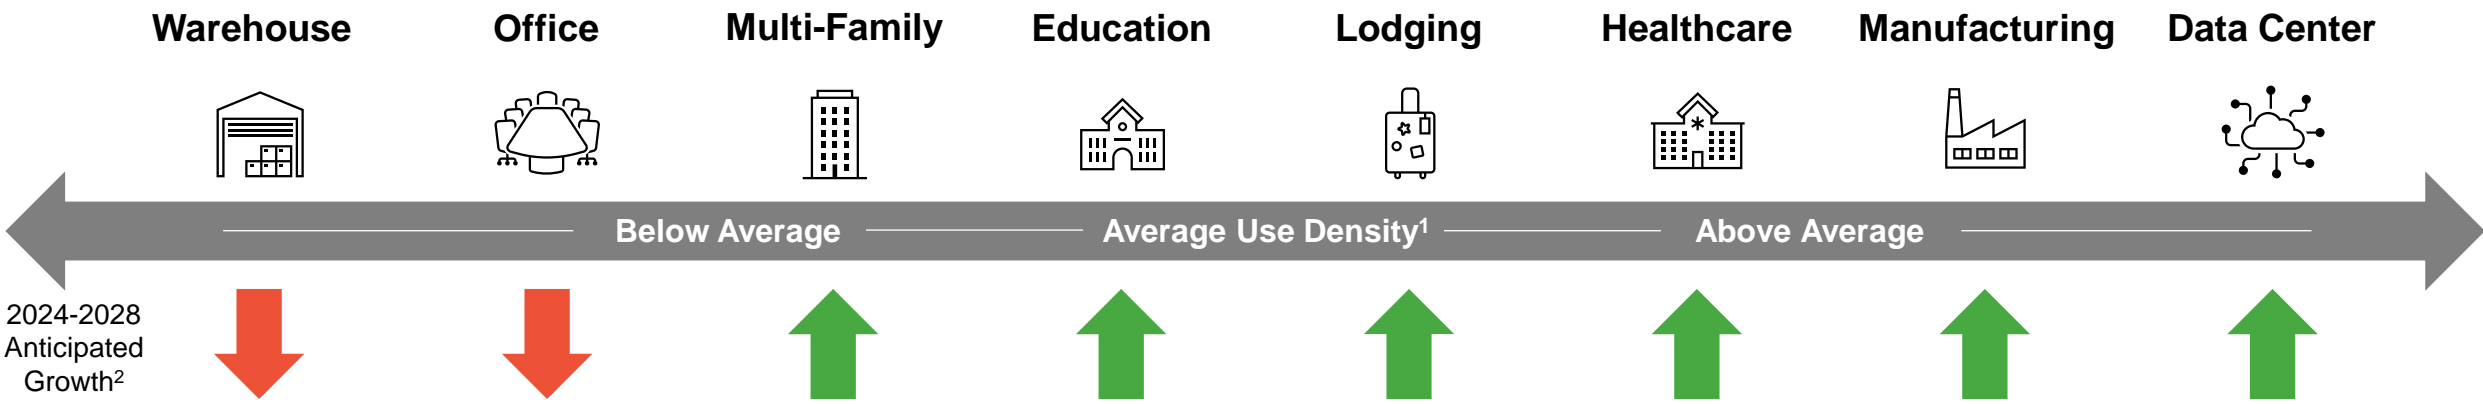 Warehouse Office Multi-Family Education Lodging Healthcare Manufacturing Data Center
Below Average Average Use Density¹ Above Average
2024-2028
Anticipated
Growth²